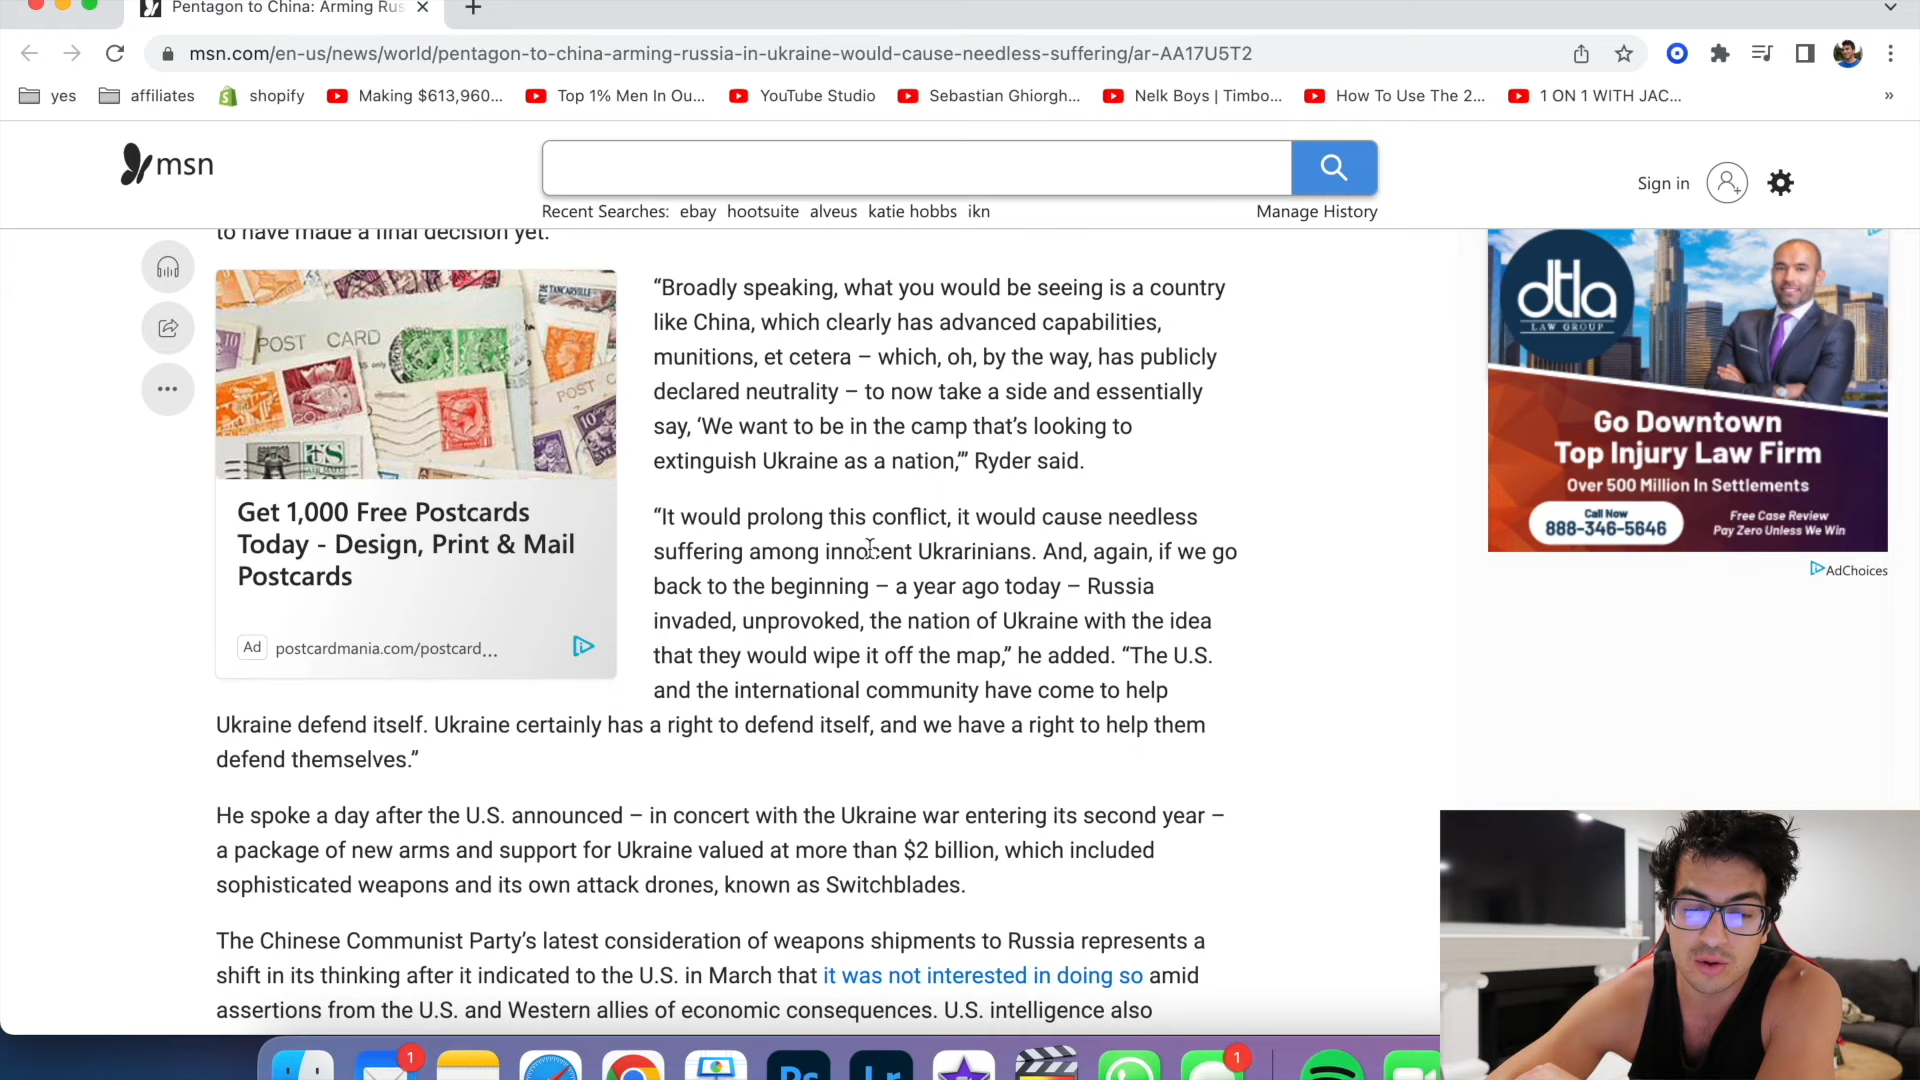 Pentagon to China: Arming Rus
msn.com/en-us/news/world/pentagon-to-china-arming-russia-in-ukraine-would-cause-needless-suffering/ar-AA17U5T2
yes affiliates shopify Making $613,960... Top 1% Men In Ou... YouTube Studio Sebastian Ghiorgh... Nelk Boys | Timbo... How To Use The 2... 1 ON 1 WITH JAC... »
msn
Sign in
Recent Searches: ebay hootsuite alveus katie hobbs ikn Manage History
to have made a final decision yet.
“Broadly speaking, what you would be seeing is a country
like China, which clearly has advanced capabilities,
munitions, et cetera – which, oh, by the way, has publicly
declared neutrality – to now take a side and essentially
say, ‘We want to be in the camp that’s looking to
extinguish Ukraine as a nation,’” Ryder said.
“It would prolong this conflict, it would cause needless
suffering among innocent Ukrarinians. And, again, if we go
back to the beginning – a year ago today – Russia
invaded, unprovoked, the nation of Ukraine with the idea
that they would wipe it off the map,” he added. “The U.S.
and the international community have come to help
Ukraine defend itself. Ukraine certainly has a right to defend itself, and we have a right to help them
defend themselves.”
He spoke a day after the U.S. announced – in concert with the Ukraine war entering its second year –
a package of new arms and support for Ukraine valued at more than $2 billion, which included
sophisticated weapons and its own attack drones, known as Switchblades.
The Chinese Communist Party’s latest consideration of weapons shipments to Russia represents a
shift in its thinking after it indicated to the U.S. in March that it was not interested in doing so amid
assertions from the U.S. and Western allies of economic consequences. U.S. intelligence also
TANCARVILLE
POST CARD
POST
Get 1,000 Free Postcards
Today - Design, Print & Mail
Postcards
Ad postcardmania.com/postcard...
dtla
LAW GROUP
Go Downtown
Top Injury Law Firm
Over 500 Million In Settlements
Call Now
888-346-5646
Free Case Review
Pay Zero Unless We Win
AdChoices
1
Ps
Lr
1